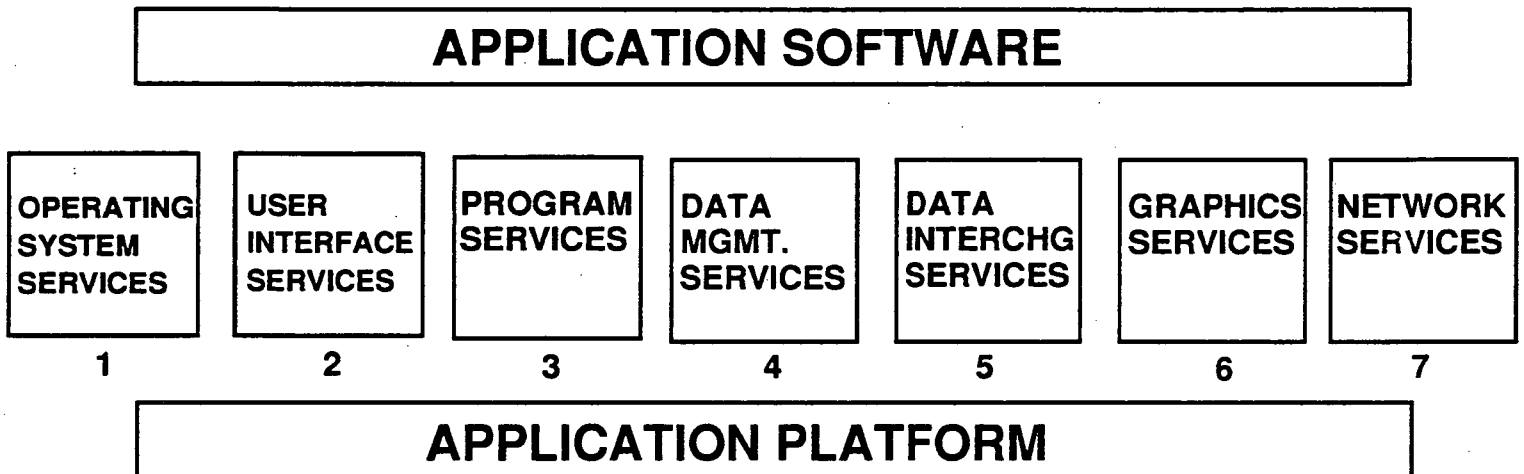 APPLICATION SOFTWARE
OPERATING
SYSTEM
SERVICES
1
USER
INTERFACE
SERVICES
2
PROGRAM
SERVICES
3
DATA
MGMT.
SERVICES
4
DATA
INTERCHG
SERVICES
5
GRAPHICS
SERVICES
6
NETWORK
SERVICES
7
APPLICATION PLATFORM